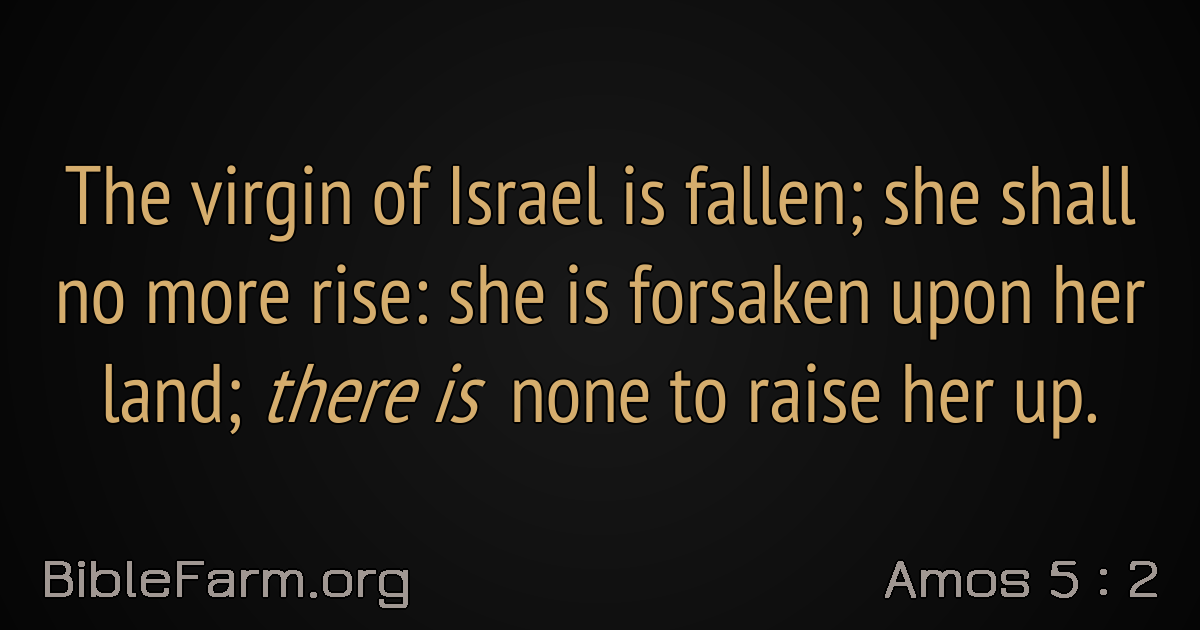 The virgin of Israel is fallen; she shall
no more rise: she is forsaken upon her
land; there is none to raise her up.
BibleFarm.org
Amos 5 : 2